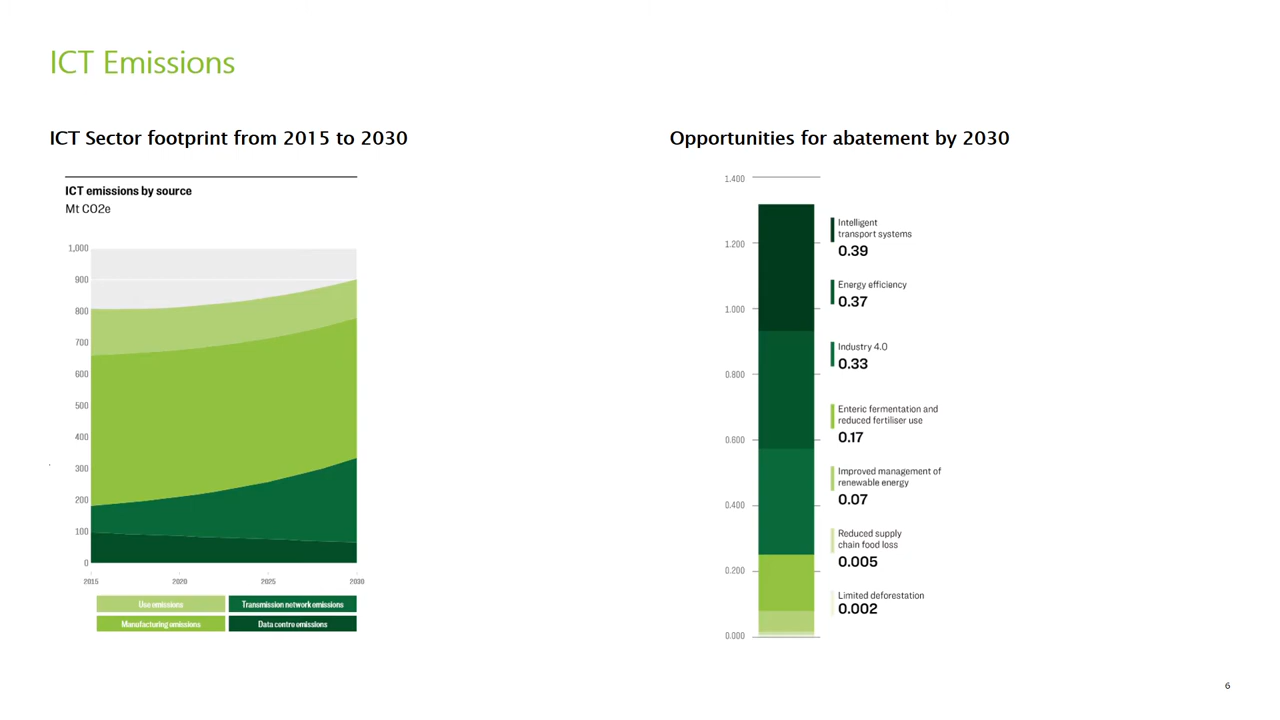 ICT Emissions
ICT Sector footprint from 2015 to 2030
ICT emissions by source
Mt CO2e
1,000
900
800
700
600
500
400
300
200
100
0
2015
2020
2025
2030
Use emissions
Transmission network emissions
Manufacturing emissions
Data centre emissions
Opportunities for abatement by 2030
1.400
1.200
1.000
0.800
0.600
0.400
0.200
0.000
Intelligent
transport systems
0.39
Energy efficiency
0.37
Industry 4.0
0.33
Enteric fermentation and
reduced fertiliser use
0.17
Improved management of
renewable energy
0.07
Reduced supply
chain food loss
0.005
Limited deforestation
0.002
6